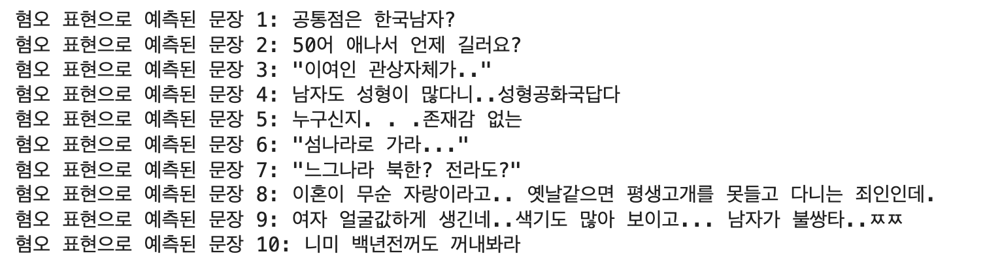 혐오 표현으로 예측된 문장 1: 공통점은 한국남자?
혐오 표현으로 예측된 문장 2: 50어 애나서 언제 길러요?
혐오 표현으로 예측된 문장 3: "이여인 관상자체가.."
혐오 표현으로 예측된 문장 4: 남자도 성형이 많다니..성형공화국답다
혐오 표현으로 예측된 문장 5: 누구신지. . .존재감 없는
혐오 표현으로 예측된 문장 6: "섬나라로 가라..."
혐오 표현으로 예측된 문장 7: "느그나라 북한? 전라도?"
혐오 표현으로 예측된 문장 8: 이혼이 무순 자랑이라고.. 옛날같으면 평생고개를 못들고 다니는 죄인인데.
혐오 표현으로 예측된 문장 9: 여자 얼굴값하게 생긴네..색기도 많아 보이고... 남자가 불쌍타..ㅉㅉ
혐오 표현으로 예측된 문장 10: 니미 백년전꺼도 꺼내봐라